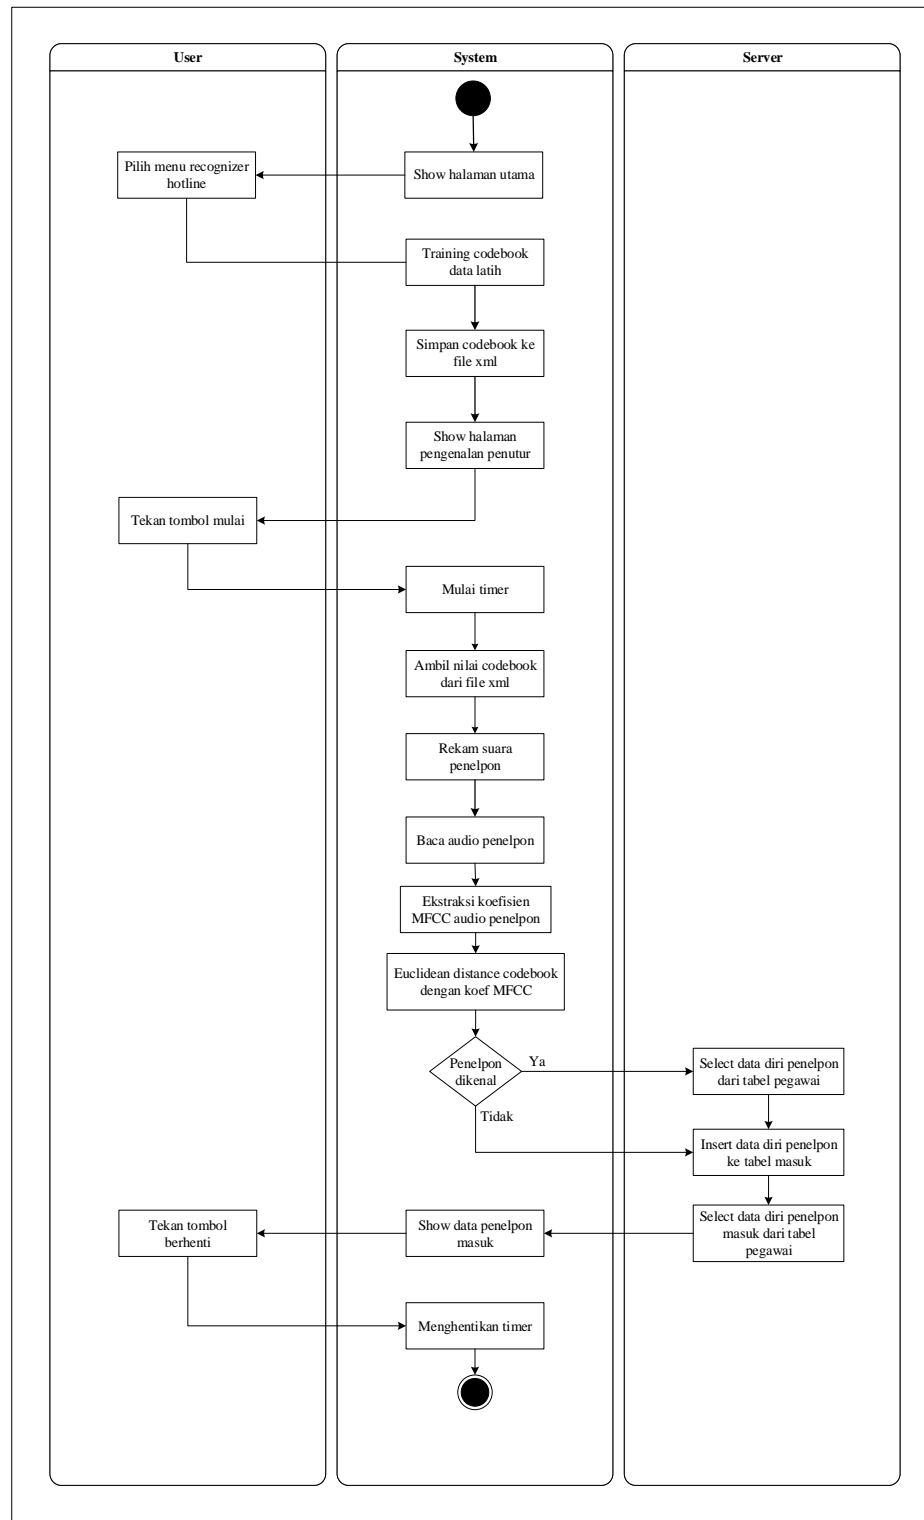 User
System
Server
Show halaman utama
Pilih menu recognizer
hotline
Training codebook
data latih
Simpan codebook ke
file xml
Show halaman
pengenalan penutur
Tekan tombol mulai
Mulai timer
Ambil nilai codebook
dari file xml
Rekam suara
penelpon
Baca audio penelpon
Ekstraksi koefisien
MFCC audio penelpon
Euclidean distance codebook
dengan koef MFCC
Penelpon
dikenal
Ya
Tidak
Select data diri penelpon
dari tabel pegawai
Insert data diri penelpon
ke tabel masuk
Select data diri penelpon
masuk dari tabel
pegawai
Show data penelpon
masuk
Tekan tombol
berhenti
Menghentikan timer